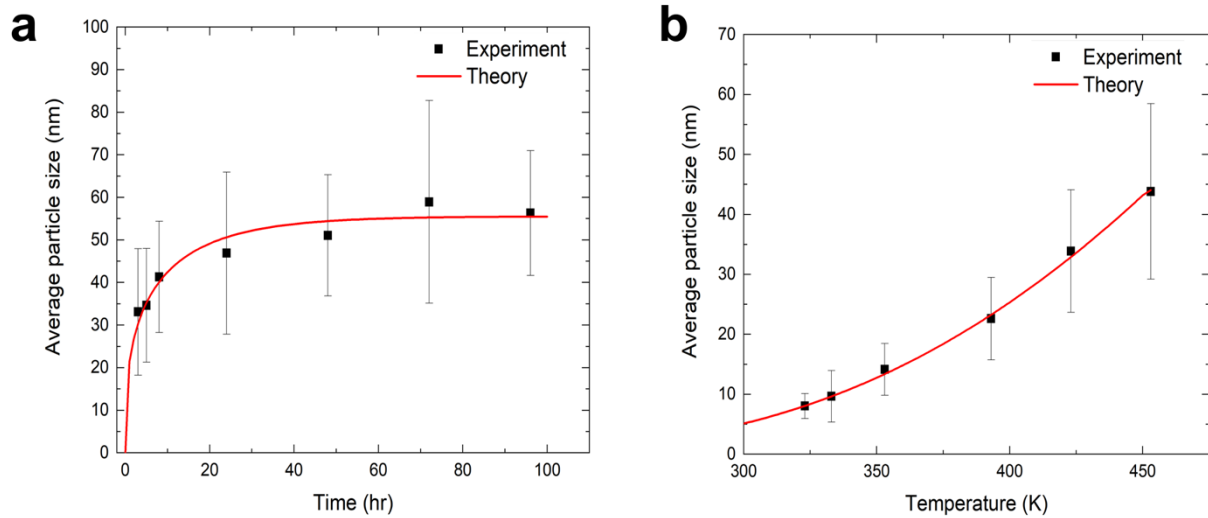 a
100
90
80
70
60
50
40
30
20
10
0
Average particle size (nm)
Experiment
Theory
0 20 40 60 80 100
Time (hr)
b
70
60
50
40
30
20
10
0
Average particle size (nm)
Experiment
Theory
300 350 400 450
Temperature (K)